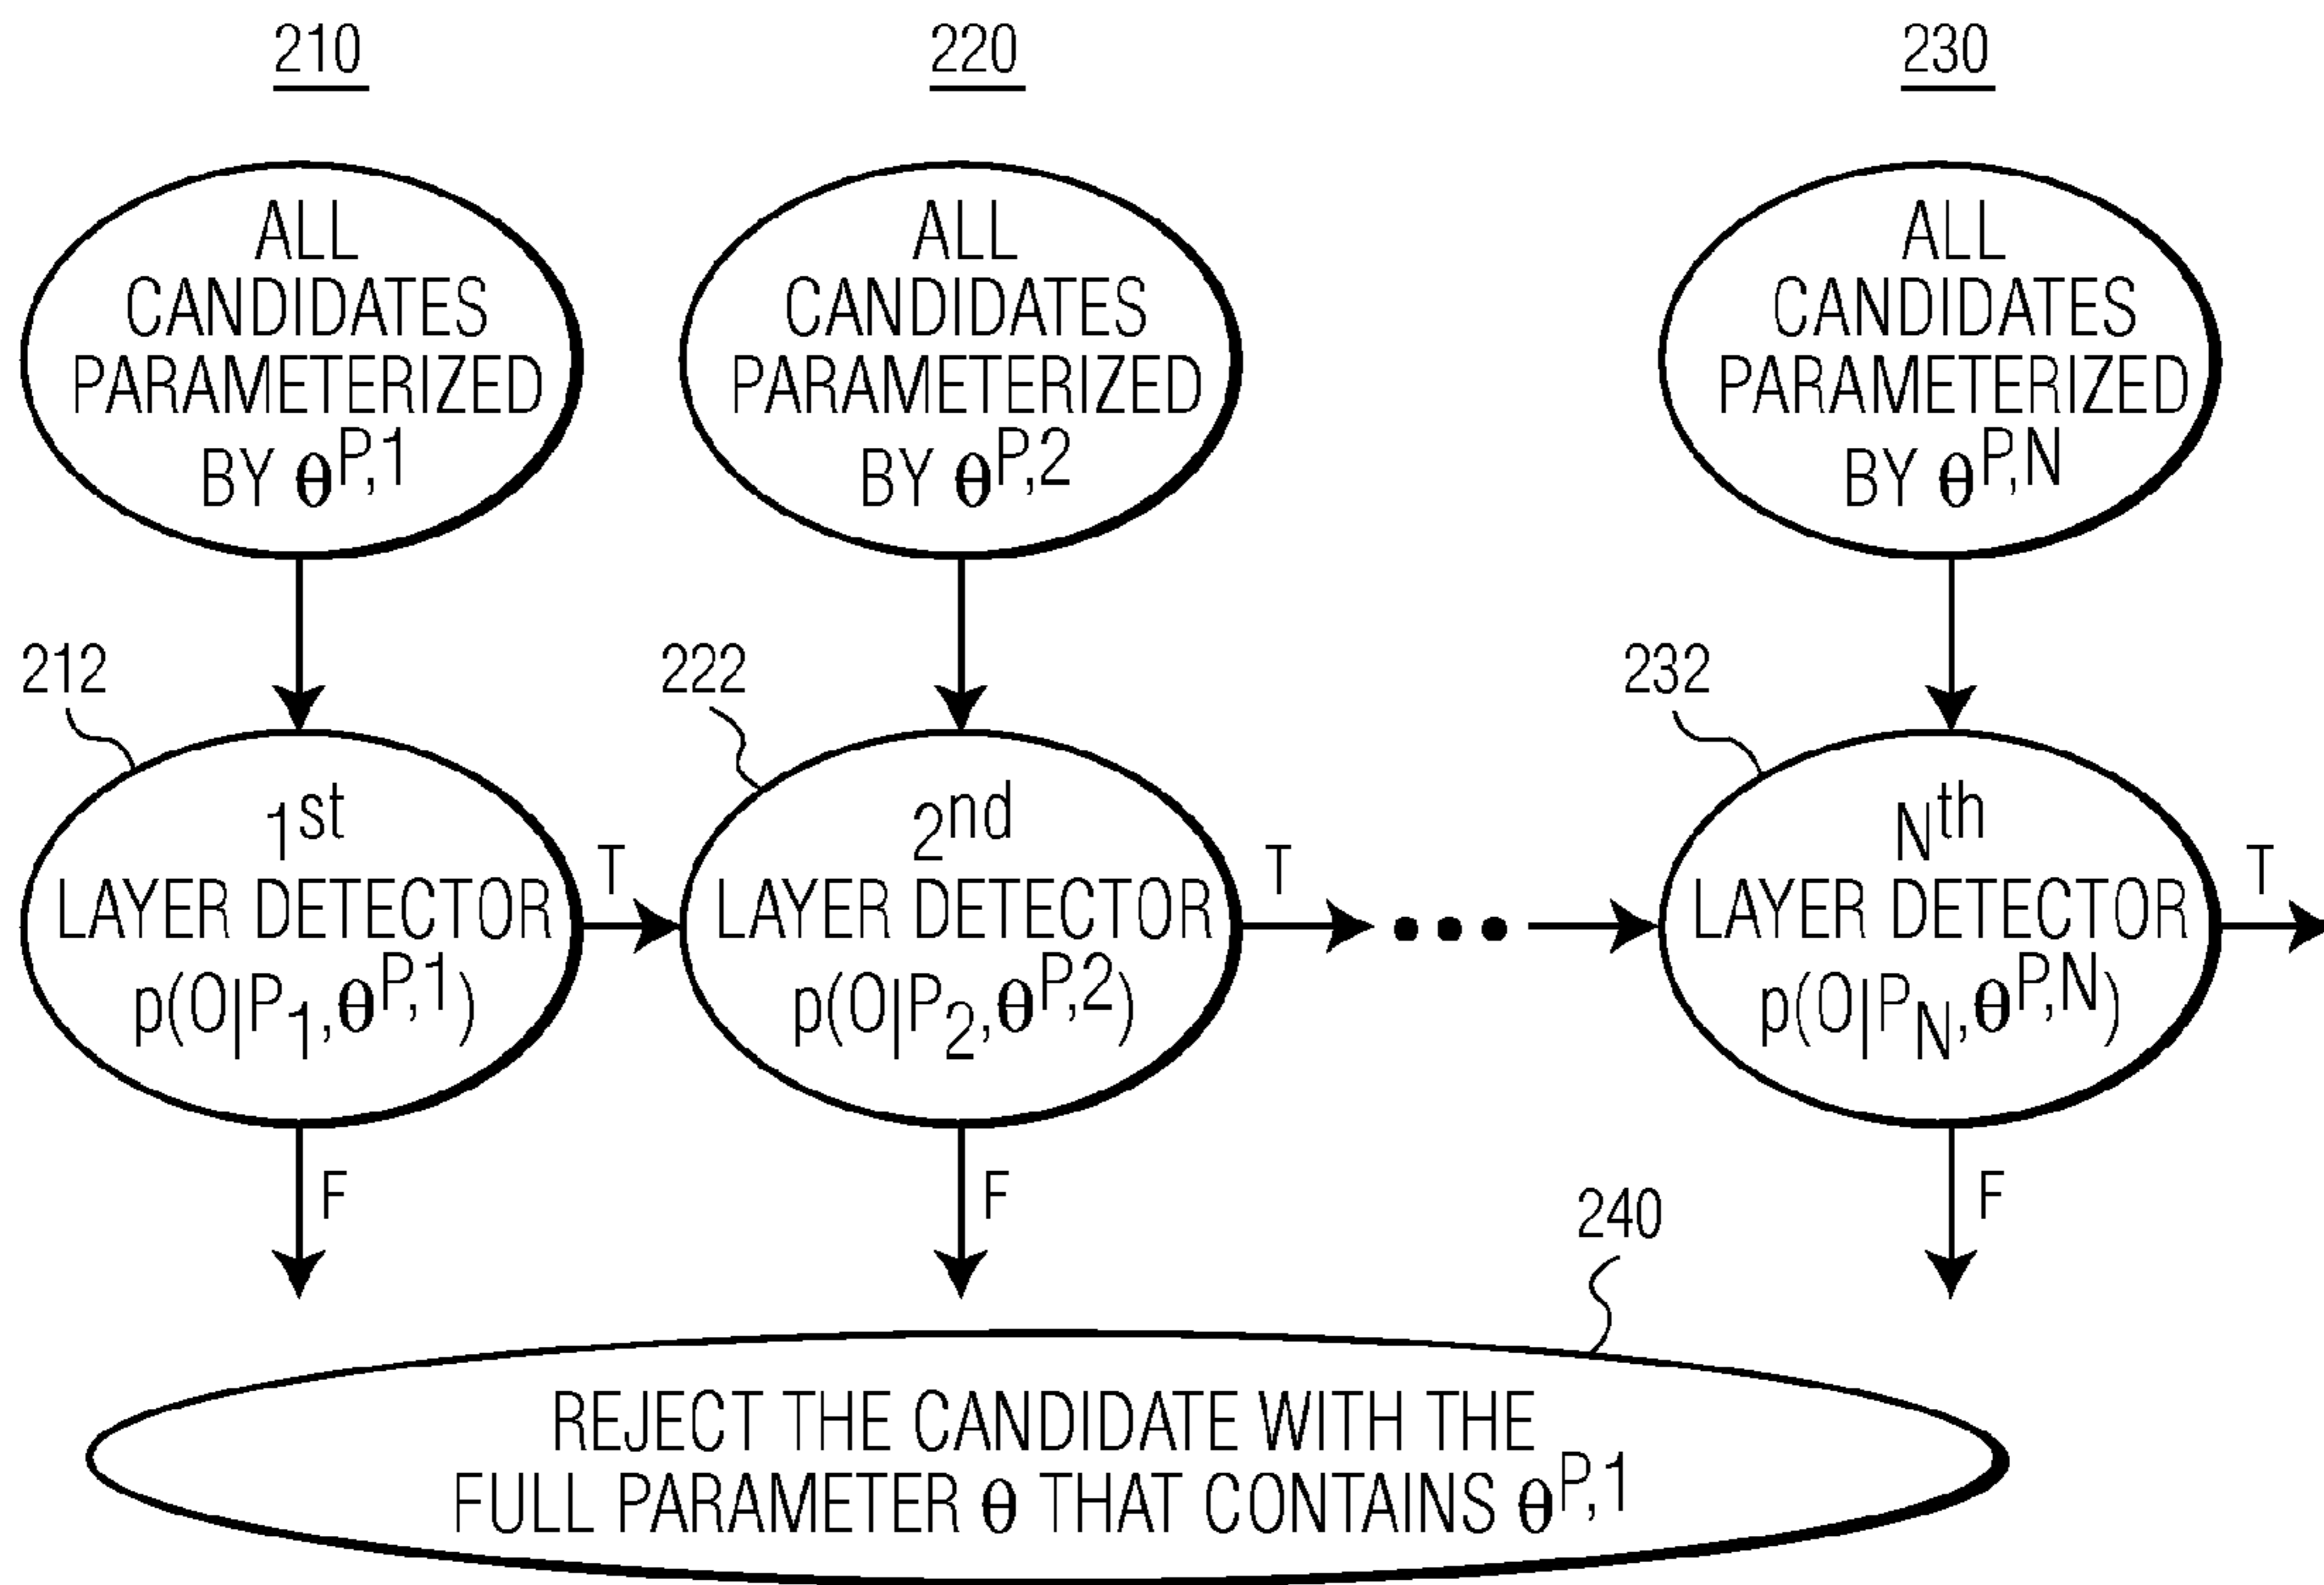 210
220
230
ALL
CANDIDATES
PARAMETERIZED
BY θ^P,1
ALL
CANDIDATES
PARAMETERIZED
BY θ^P,2
ALL
CANDIDATES
PARAMETERIZED
BY θ^P,N
212
222
232
1st
LAYER DETECTOR
p(O|P1,θ^P,1)
T
2nd
LAYER DETECTOR
p(O|P2,θ^P,2)
T
•••
Nth
LAYER DETECTOR
p(O|PN,θ^P,N)
T
F
F
F
240
REJECT THE CANDIDATE WITH THE
FULL PARAMETER θ THAT CONTAINS θ^P,1